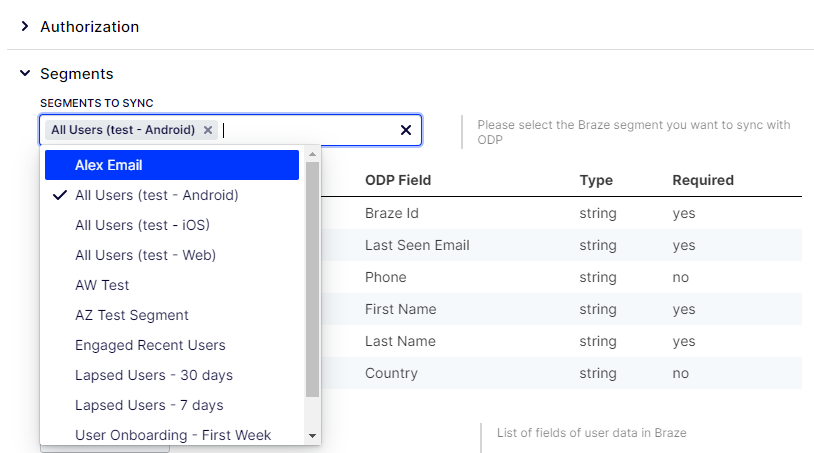 Authorization
Segments
SEGMENTS TO SYNC
All Users (test - Android)
Please select the Braze segment you want to sync with
ODP
Alex Email
All Users (test - Android)
All Users (test - iOS)
All Users (test - Web)
AW Test
AZ Test Segment
Engaged Recent Users
Lapsed Users - 30 days
Lapsed Users - 7 days
User Onboarding - First Week
ODP Field Type Required
Braze Id string yes
Last Seen Email string yes
Phone string no
First Name string yes
Last Name string yes
Country string no
List of fields of user data in Braze